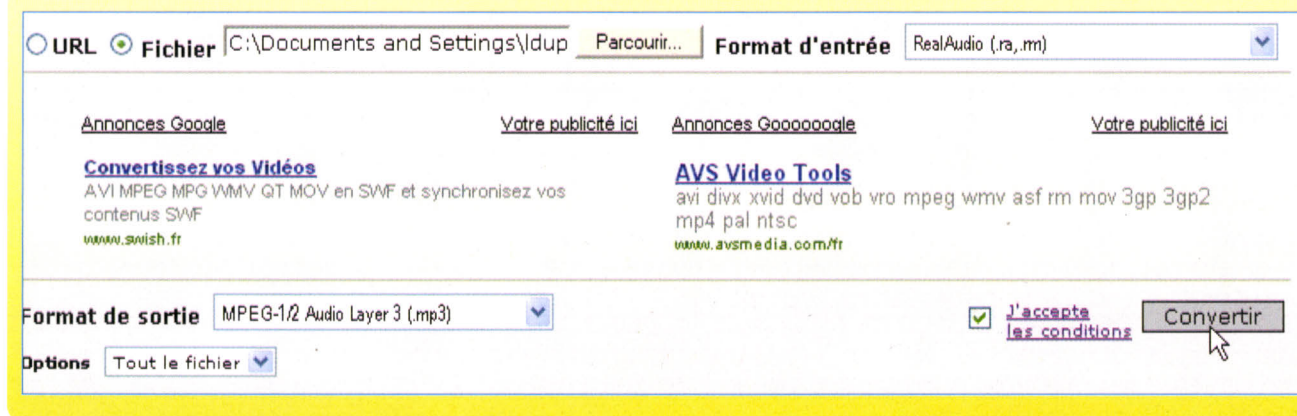 URL Fichier C:\Documents and Settings\ldup Parcourir... Format d'entrée RealAudio (.ra,.rm)
Annonces Google Votre publicité ici Annonces Goooooogle Votre publicité ici
Convertissez vos Vidéos
AVI MPEG MPG WMV QT MOV en SWF et synchronisez vos
contenus SWF
www.swish.fr
AVS Video Tools
avi divx xvid dvd vob vro mpeg wmv asf rm mov 3gp 3gp2
mp4 pal ntsc
www.avsmedia.com/fr
Format de sortie MPEG-1/2 Audio Layer 3 (.mp3)
J'accepte
les conditions
Convertir
Options Tout le fichier